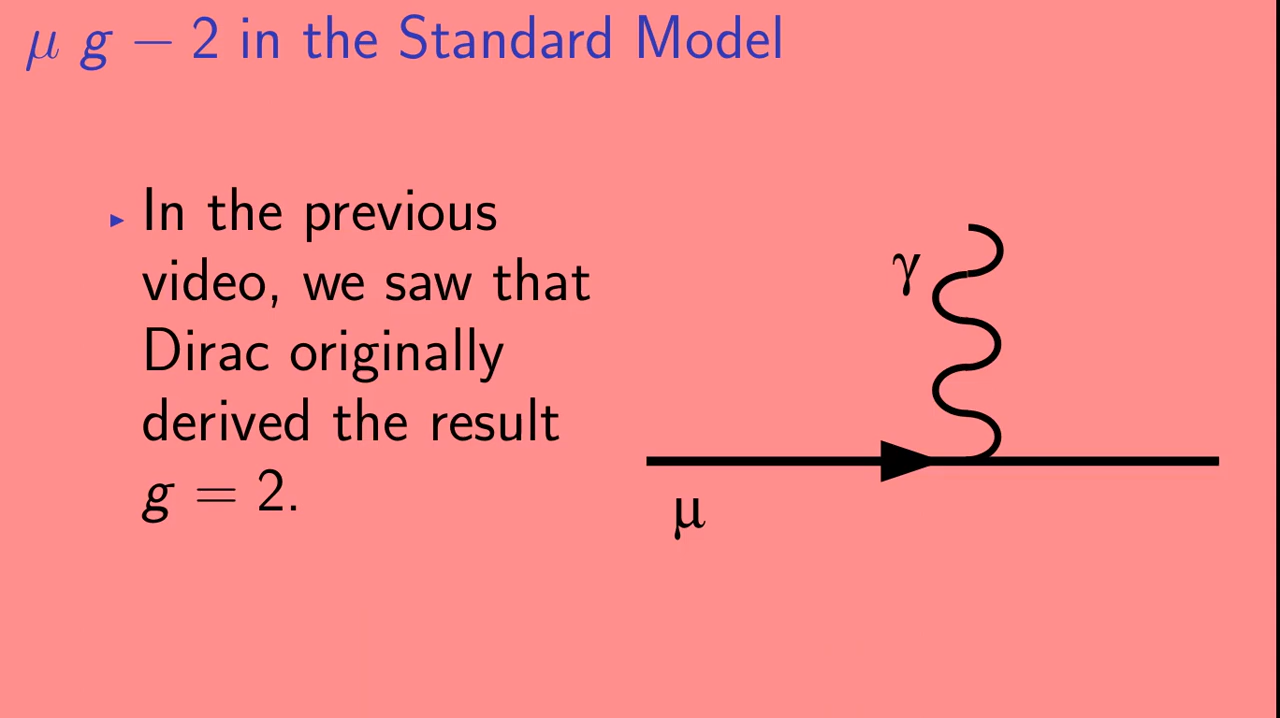 μ g − 2 in the Standard Model
▸ In the previous
video, we saw that
Dirac originally
derived the result
g = 2.
γ
μ